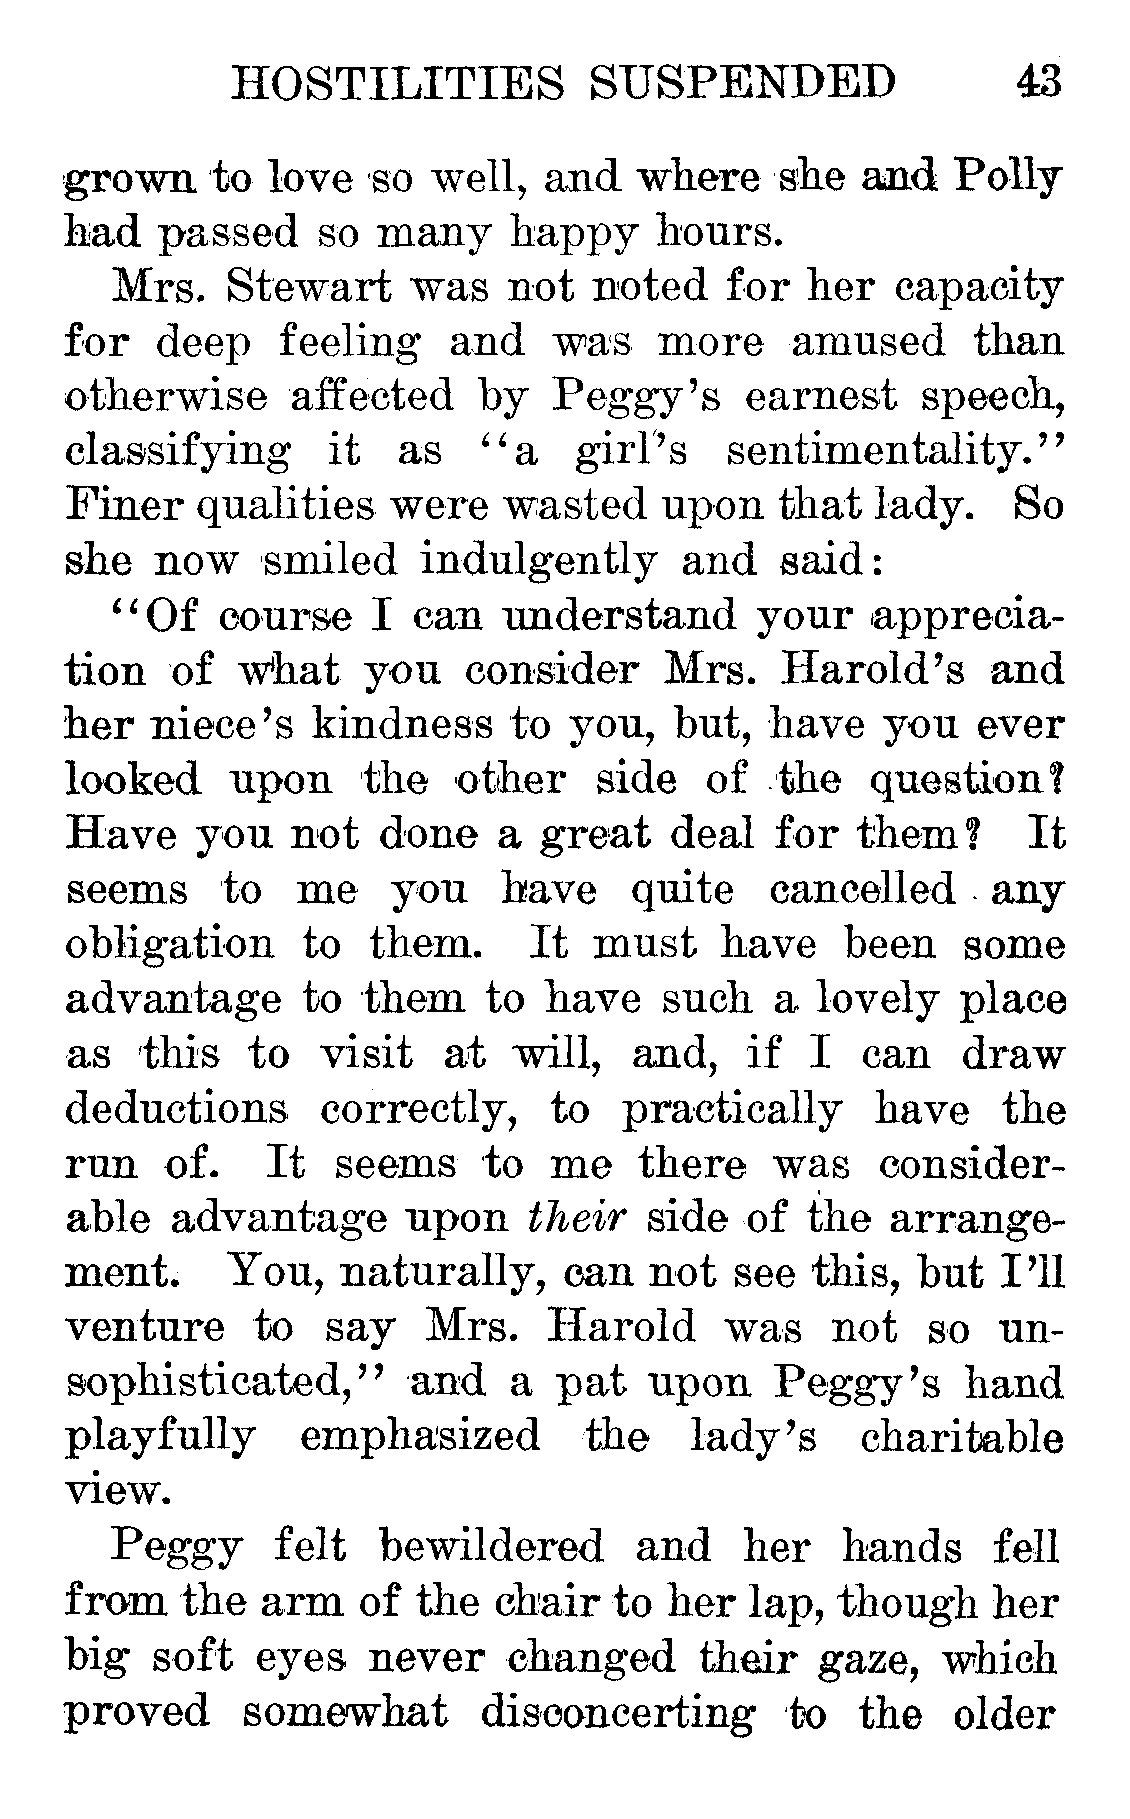 HOSTILITIES SUSPENDED 43
grown to love so well, and where she and Polly
had passed so many happy hours.
Mrs. Stewart was not noted for her capacity
for deep feeling and was more amused than
otherwise affected by Peggy's earnest speech,
classifying it as "a girl's sentimentality."
Finer qualities were wasted upon that lady. So
she now smiled indulgently and said:
"Of course I can understand your apprecia-
tion of what you consider Mrs. Harold's and
her niece's kindness to you, but, have you ever
looked upon the other side of the question?
Have you not done a great deal for them? It
seems to me you have quite cancelled any
obligation to them. It must have been some
advantage to them to have such a lovely place
as this to visit at will, and, if I can draw
deductions correctly, to practically have the
run of. It seems to me there was consider-
able advantage upon their side of the arrange-
ment. You, naturally, can not see this, but I'll
venture to say Mrs. Harold was not so un-
sophisticated," and a pat upon Peggy's hand
playfully emphasized the lady's charitable
view.
Peggy felt bewildered and her hands fell
from the arm of the chair to her lap, though her
big soft eyes never changed their gaze, which
proved somewhat disconcerting to the older